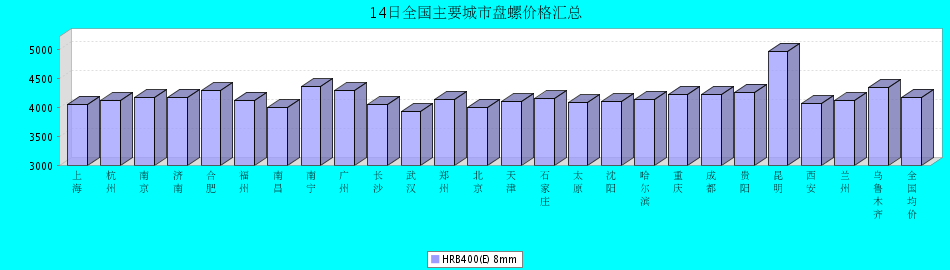 14日全国主要城市盘螺价格汇总
5000
4500
4000
3500
3000
上海
杭州
南京
济南
合肥
福州
南昌
南宁
广州
长沙
武汉
郑州
北京
天津
石家庄
太原
沈阳
哈尔滨
重庆
成都
贵阳
昆明
西安
兰州
乌鲁木齐
全国均价
HRB400(E) 8mm